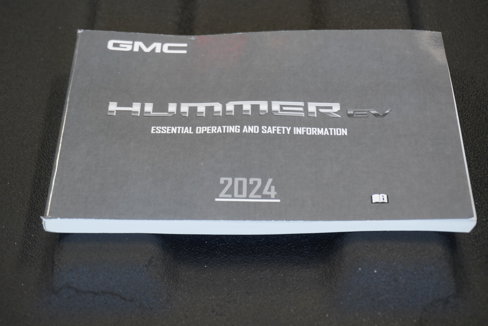 GMC
HUMMER EV
ESSENTIAL OPERATING AND SAFETY INFORMATION
2024